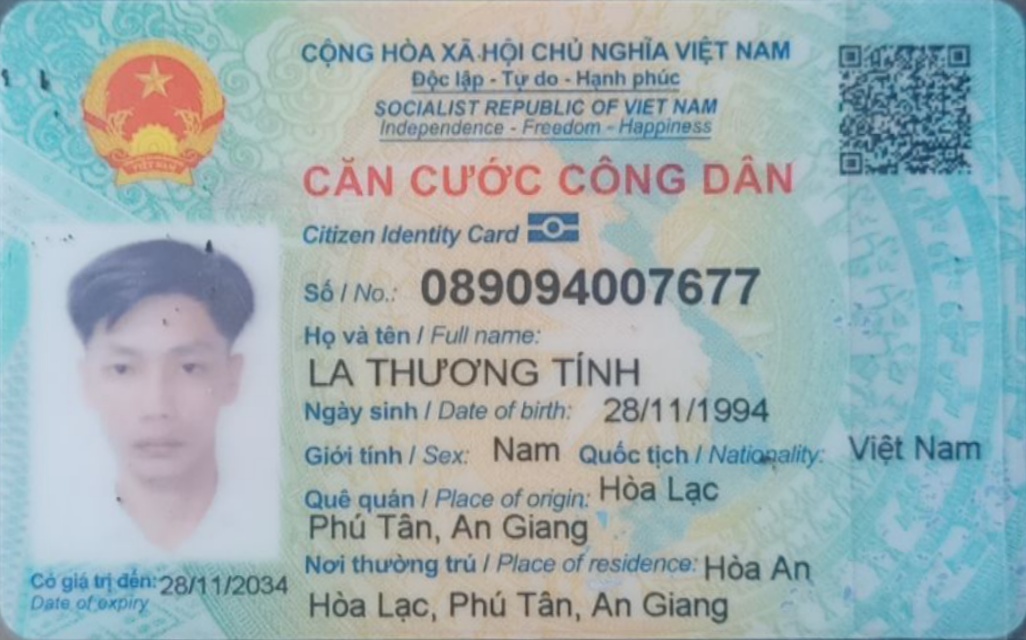 CỘNG HÒA XÃ HỘI CHỦ NGHĨA VIỆT NAM
Độc lập - Tự do - Hạnh phúc
SOCIALIST REPUBLIC OF VIET NAM
Independence - Freedom - Happiness
CĂN CƯỚC CÔNG DÂN
Citizen Identity Card
Số / No.: 089094007677
Họ và tên / Full name:
LA THƯƠNG TÍNH
Ngày sinh / Date of birth: 28/11/1994
Giới tính / Sex: Nam Quốc tịch / Nationality: Việt Nam
Quê quán / Place of origin: Hòa Lạc
Phú Tân, An Giang
Nơi thường trú / Place of residence: Hòa An
Hòa Lạc, Phú Tân, An Giang
Có giá trị đến: 28/11/2034
Date of expiry